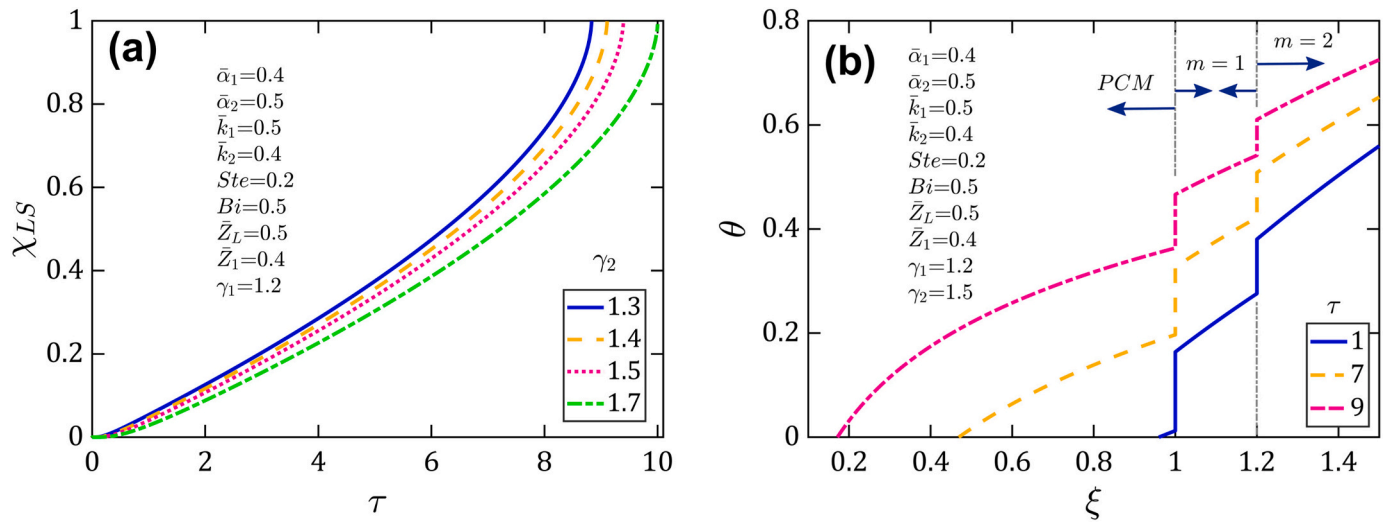 (a)
χLS
1
0.8
0.6
0.4
0.2
0
0
2
4
6
8
10
τ
ᾱ1=0.4
ᾱ2=0.5
k̄1=0.5
k̄2=0.4
Ste=0.2
Bi=0.5
Z̄L=0.5
Z̄1=0.4
γ1=1.2
γ2
1.3
1.4
1.5
1.7
(b)
θ
0.8
0.6
0.4
0.2
0
0.2
0.4
0.6
0.8
1
1.2
1.4
ξ
ᾱ1=0.4
ᾱ2=0.5
k̄1=0.5
k̄2=0.4
Ste=0.2
Bi=0.5
Z̄L=0.5
Z̄1=0.4
γ1=1.2
γ2=1.5
PCM
m = 1
m = 2
τ
1
7
9